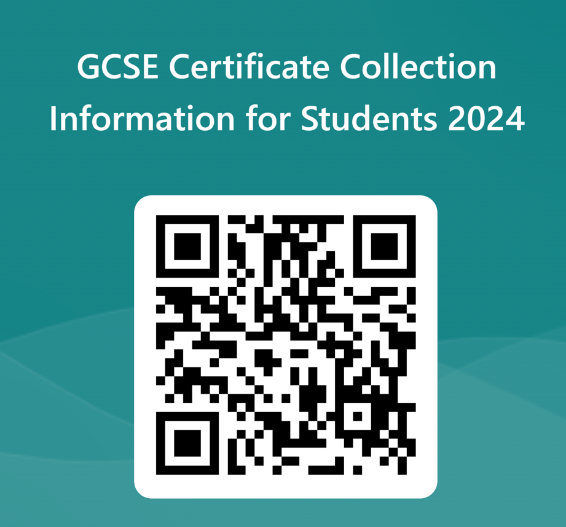 GCSE Certificate Collection
Information for Students 2024